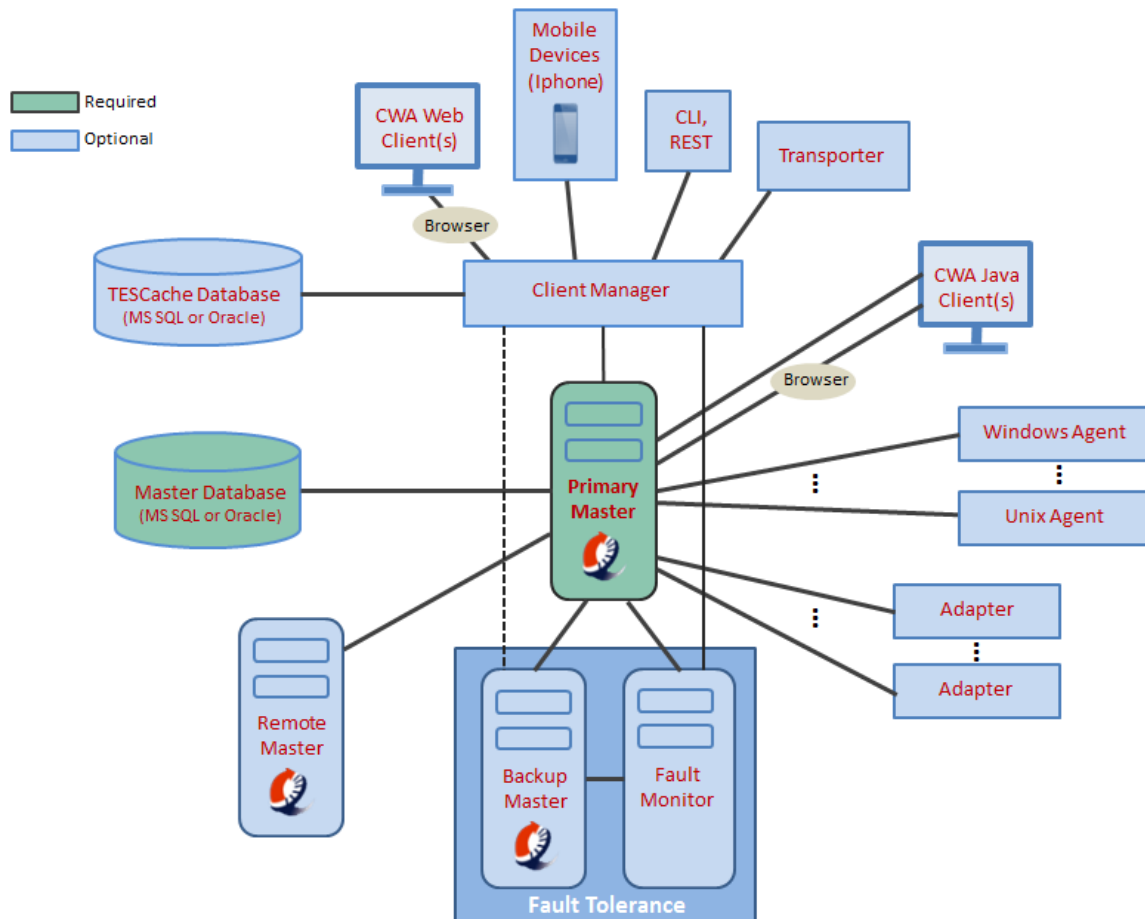 Required
Optional
CWA Web
Client(s)
Mobile
Devices
(Iphone)
CLI,
REST
Transporter
Browser
TESCache Database
(MS SQL or Oracle)
Client Manager
CWA Java
Client(s)
Browser
Master Database
(MS SQL or Oracle)
Primary
Master
Windows Agent
Unix Agent
Adapter
Adapter
Remote
Master
Backup
Master
Fault
Monitor
Fault Tolerance